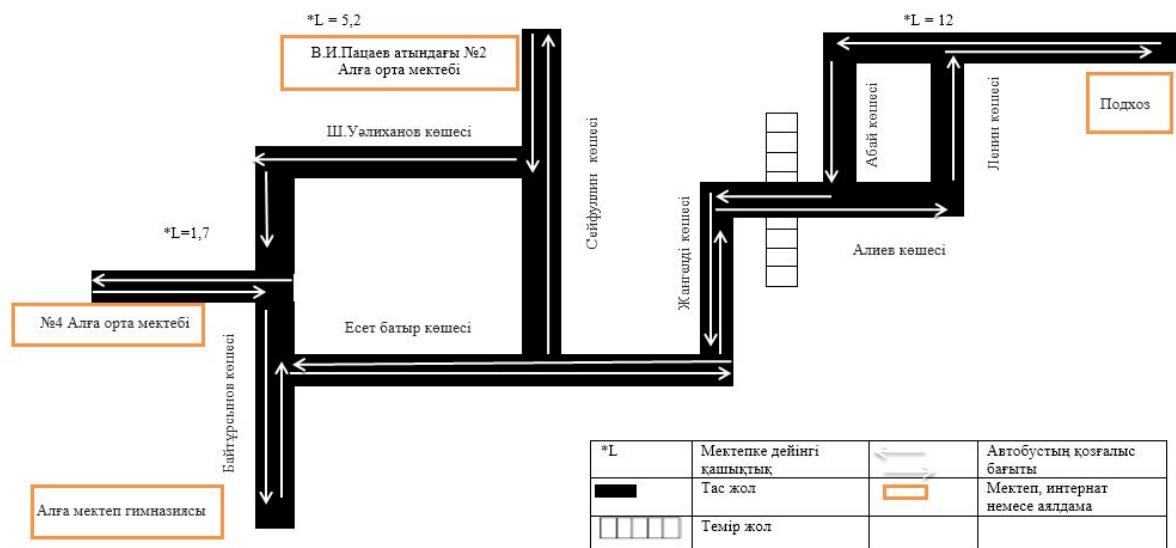 *L = 5,2
*L = 12
В.И.Пацаев атындағы №2
Алға орта мектебі
Подхоз
Ш.Уәлиханов көшесі
Сейфуллин көшесі
Абай көшесі
Ленин көшесі
*L=1,7
Жангелді көшесі
Алиев көшесі
№4 Алға орта мектебі
Есет батыр көшесі
Байтұрсынов көшесі
Алға мектеп гимназиясы
*L
Мектепке дейінгі
қашықтық
Автобустың қозғалыс
бағыты
Тас жол
Мектеп, интернат
немесе аялдама
Темір жол